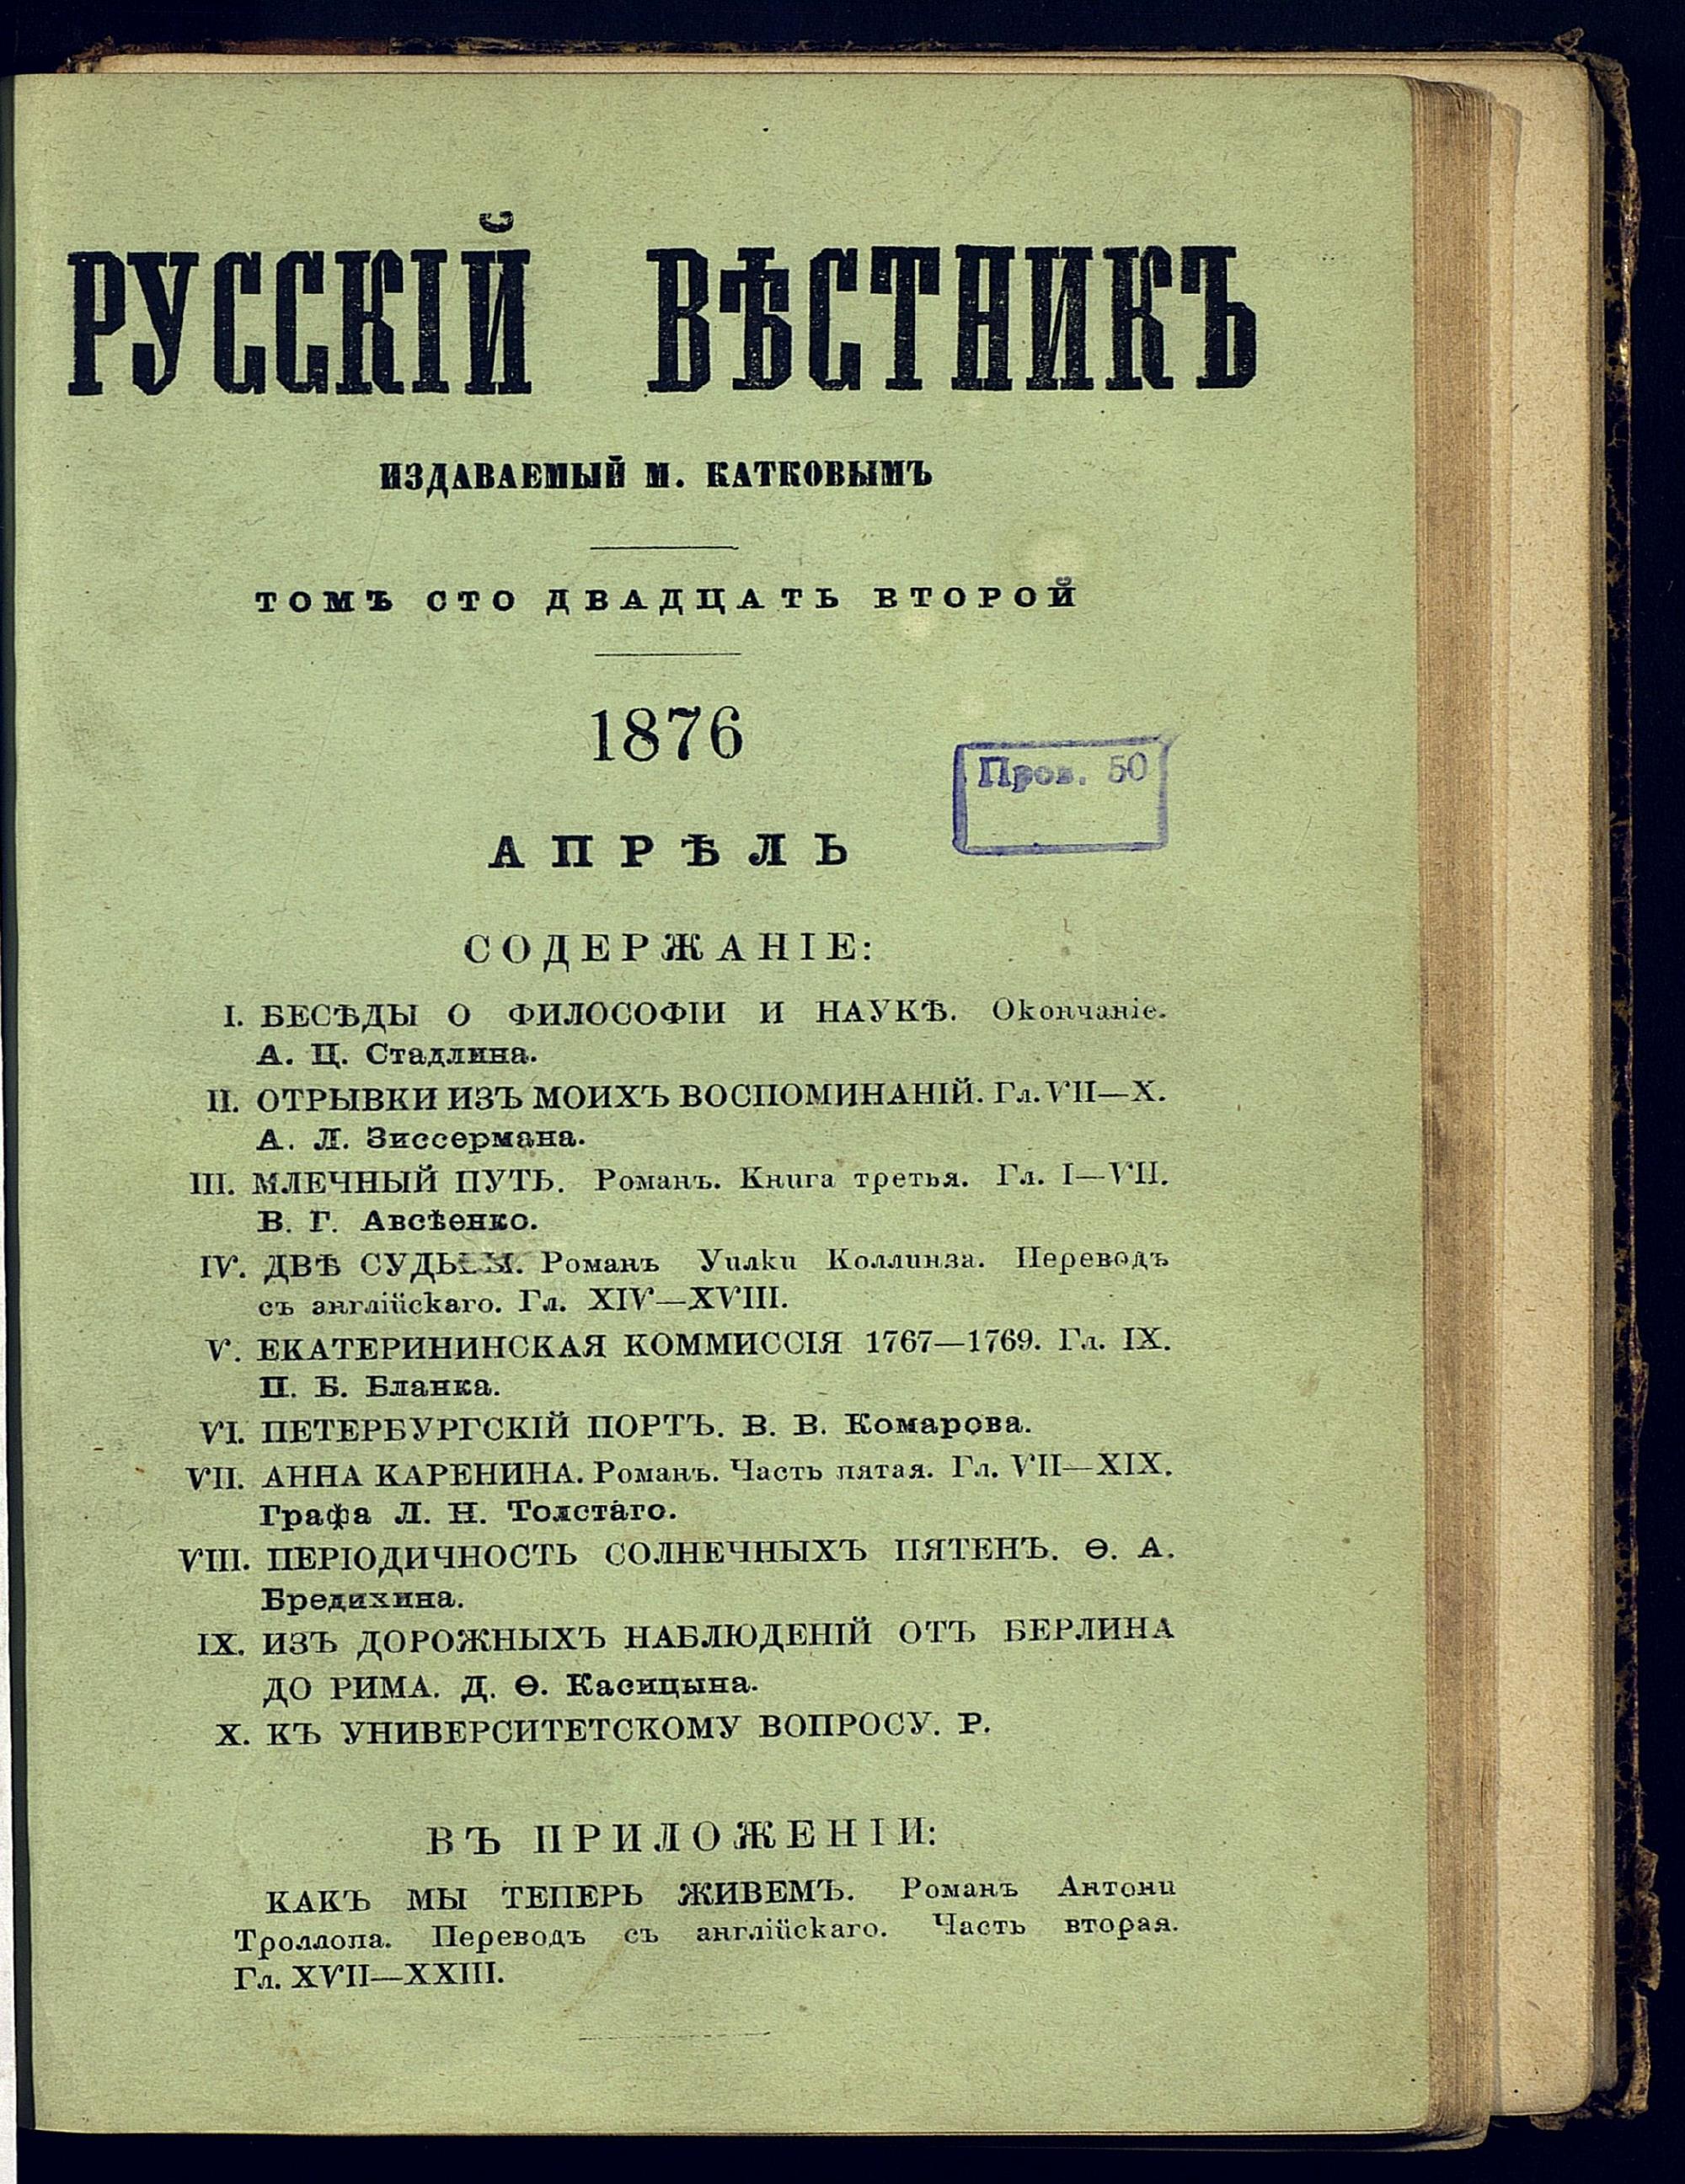 РУССКІЙ ВѢСТНИКЪ
ИЗДАВАЕМЫЙ М. КАТКОВЫМЪ
ТОМЪ СТО ДВАДЦАТЬ ВТОРОЙ
1876
Пров. 50
АПРѢЛЬ
СОДЕРЖАНІЕ:
I. БЕСѢДЫ О ФИЛОСОФІИ И НАУКѢ. Окончаніе.
А. Ц. Стадлина.
II. ОТРЫВКИ ИЗЪ МОИХЪ ВОСПОМИНАНІЙ. Гл. VII—X.
А. Л. Зиссермана.
III. МЛЕЧНЫЙ ПУТЬ. Романъ. Книга третья. Гл. I—VII.
В. Г. Авсѣенко.
IV. ДВѢ СУДЬБЫ. Романъ Уилки Коллинза. Переводъ
съ англійскаго. Гл. XIV—XVIII.
V. ЕКАТЕРИНИНСКАЯ КОММИССІЯ 1767—1769. Гл. IX.
П. Б. Бланка.
VI. ПЕТЕРБУРГСКІЙ ПОРТЪ. В. В. Комарова.
VII. АННА КАРЕНИНА. Романъ. Часть пятая. Гл. VII—XIX.
Графа Л. Н. Толстаго.
VIII. ПЕРІОДИЧНОСТЬ СОЛНЕЧНЫХЪ ПЯТЕНЪ. Ѳ. А.
Бредихина.
IX. ИЗЪ ДОРОЖНЫХЪ НАБЛЮДЕНІЙ ОТЪ БЕРЛИНА
ДО РИМА. Д. Ѳ. Касицына.
X. КЪ УНИВЕРСИТЕТСКОМУ ВОПРОСУ. Р.
ВЪ ПРИЛОЖЕНІИ:
КАКЪ МЫ ТЕПЕРЬ ЖИВЕМЪ. Романъ Антони
Троллопа. Переводъ съ англійскаго. Часть вторая.
Гл. XVII—XXIII.